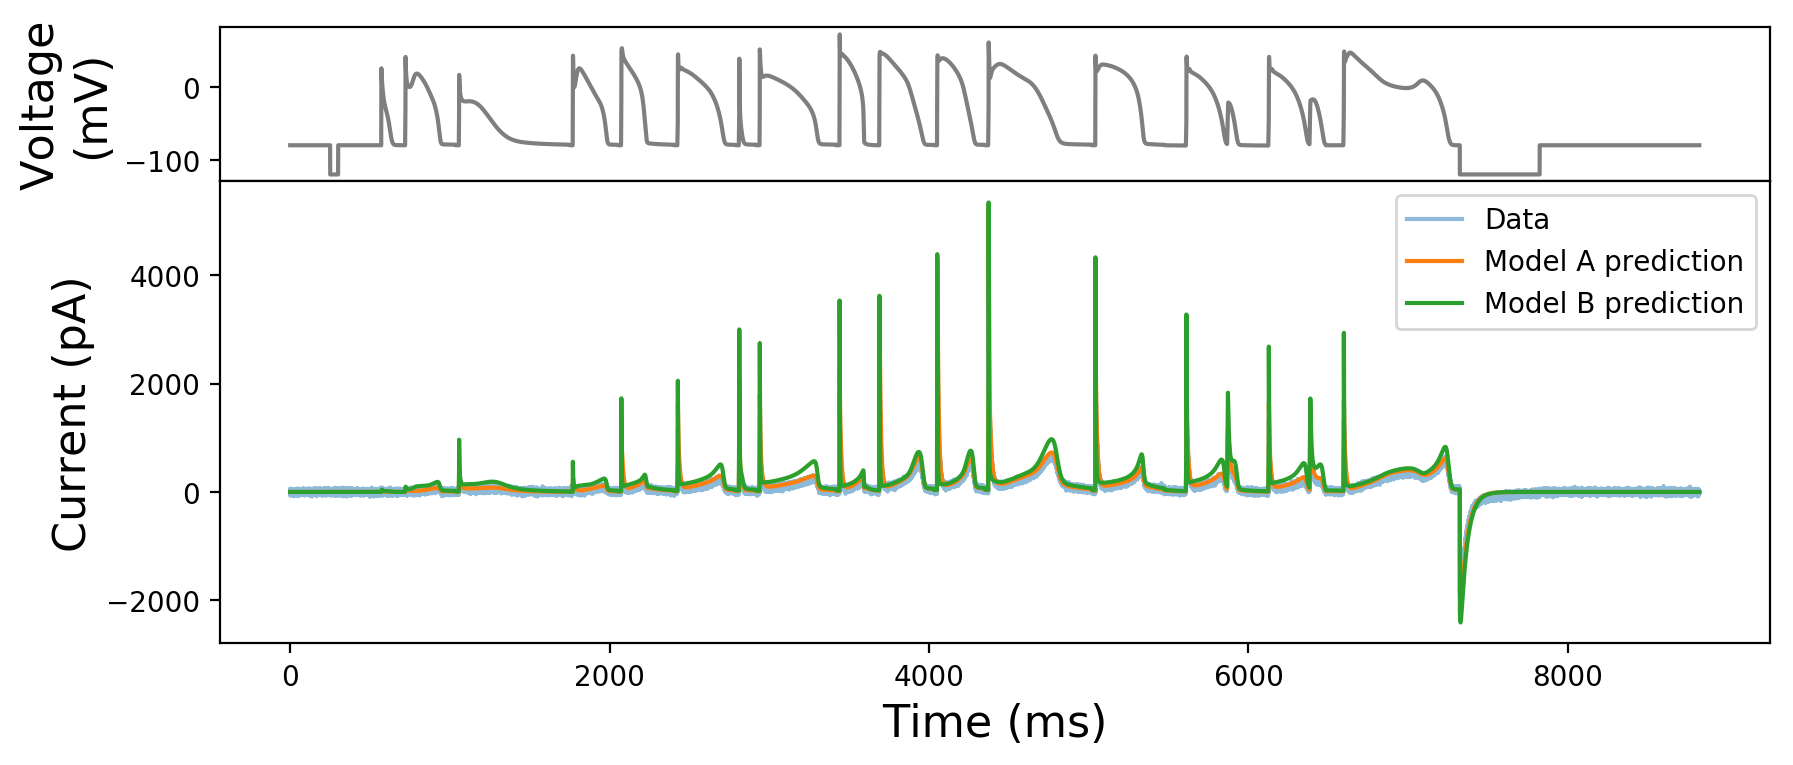 Voltage
(mV)
0
−100
Data
Model A prediction
Model B prediction
Current (pA)
4000
2000
0
−2000
0
2000
4000
6000
8000
Time (ms)